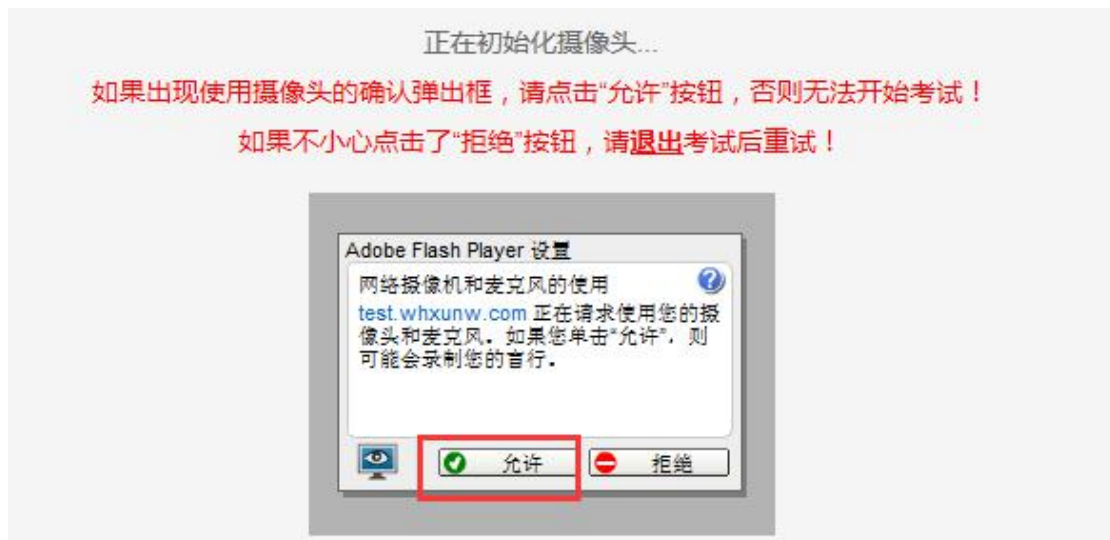 正在初始化摄像头...
如果出现使用摄像头的确认弹出框，请点击“允许”按钮，否则无法开始考试！
如果不小心点击了“拒绝”按钮，请退出考试后重试！
Adobe Flash Player 设置
网络摄像机和麦克风的使用
test.whxunw.com 正在请求使用您的摄
像头和麦克风。如果您单击“允许”，则
可能会录制您的言行。
允许
拒绝